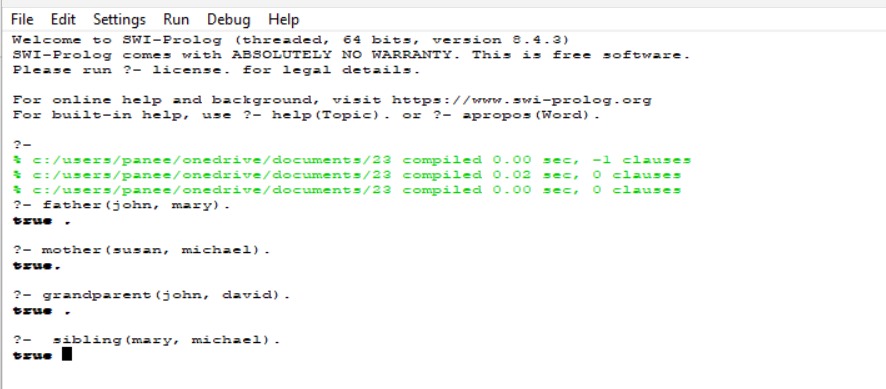 File Edit Settings Run Debug Help
Welcome to SWI-Prolog (threaded, 64 bits, version 8.4.3)
SWI-Prolog comes with ABSOLUTELY NO WARRANTY. This is free software.
Please run ?- license. for legal details.
For online help and background, visit https://www.swi-prolog.org
For built-in help, use ?- help(Topic). or ?- apropos(Word).
?-
% c:/users/panee/onedrive/documents/23 compiled 0.00 sec, -1 clauses
% c:/users/panee/onedrive/documents/23 compiled 0.02 sec, 0 clauses
% c:/users/panee/onedrive/documents/23 compiled 0.00 sec, 0 clauses
?- father(john, mary).
true .
?- mother(susan, michael).
true.
?- grandparent(john, david).
true .
?-  sibling(mary, michael).
true